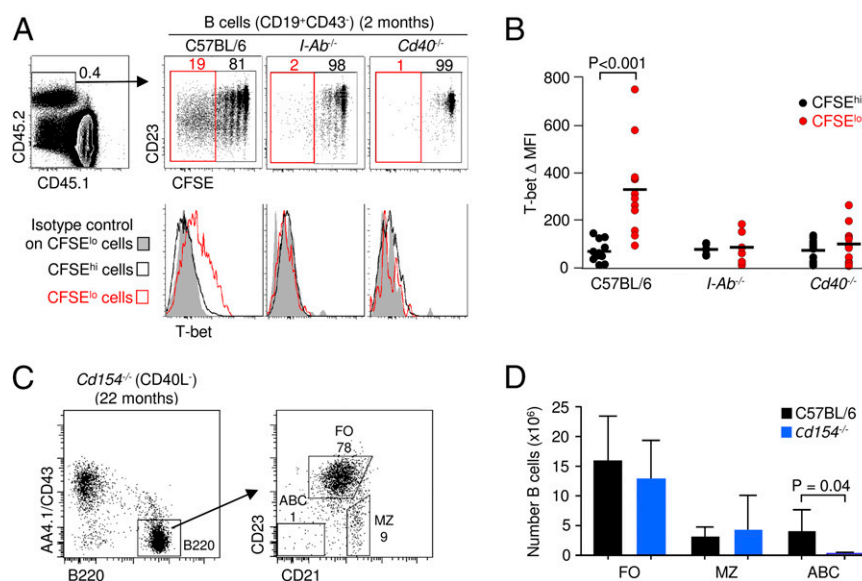 A
B cells (CD19+CD43-) (2 months)
C57BL/6 I-Ab-/- Cd40-/-
0.4
19 81 2 98 1 99
CD45.2
CD45.1
CD23
CFSE
Isotype control
on CFSElo cells
CFSEhi cells
CFSElo cells
T-bet
B
P<0.001
CFSEhi
CFSElo
T-bet Δ MFI
800
600
400
200
0
C57BL/6 I-Ab-/- Cd40-/-
C
Cd154-/- (CD40L-)
(22 months)
AA4.1/CD43
B220
B220
FO
78
ABC
1
MZ
9
CD23
CD21
D
C57BL/6
Cd154-/-
P = 0.04
Number B cells (x10⁶)
25
20
15
10
5
0
FO MZ ABC